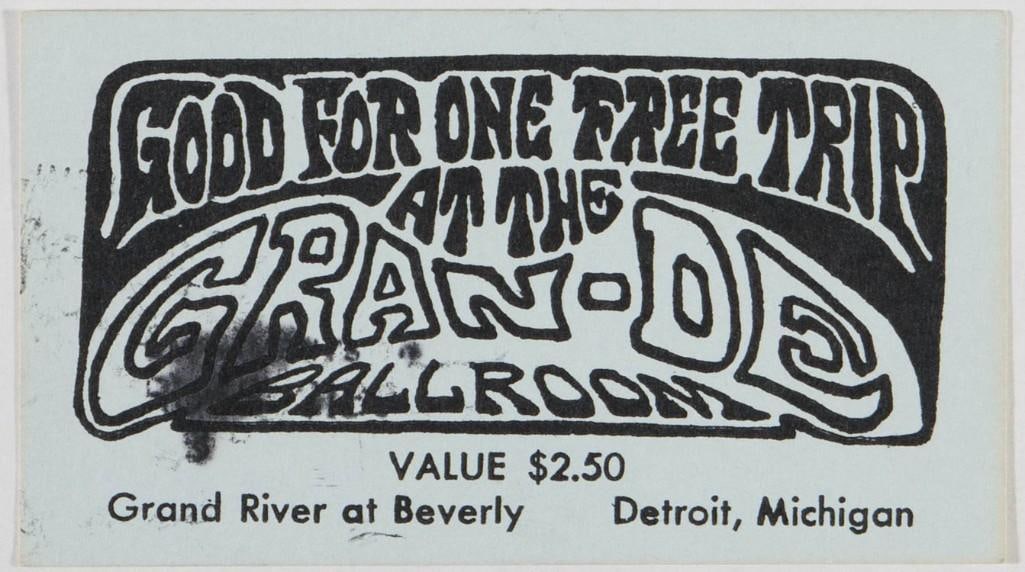 GOOD FOR ONE FREE TRIP
AT THE
GRAN-DE
BALLROOM
VALUE $2.50
Grand River at Beverly Detroit, Michigan